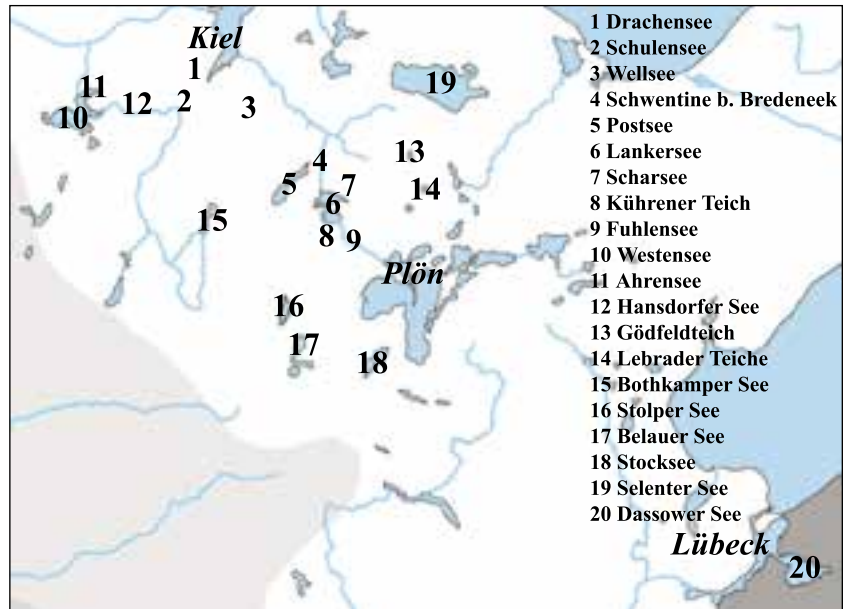 Kiel
1
2
3
4
5
6
7
8
9
10
11
12
13
14
15
16
17
18
19
20
Plön
Lübeck
1 Drachensee
2 Schulensee
3 Wellsee
4 Schwentine b. Bredeneek
5 Postsee
6 Lankersee
7 Scharsee
8 Kührener Teich
9 Fuhlensee
10 Westensee
11 Ahrensee
12 Hansdorfer See
13 Gödfeldteich
14 Lebrader Teiche
15 Bothkamper See
16 Stolper See
17 Belauer See
18 Stocksee
19 Selenter See
20 Dassower See